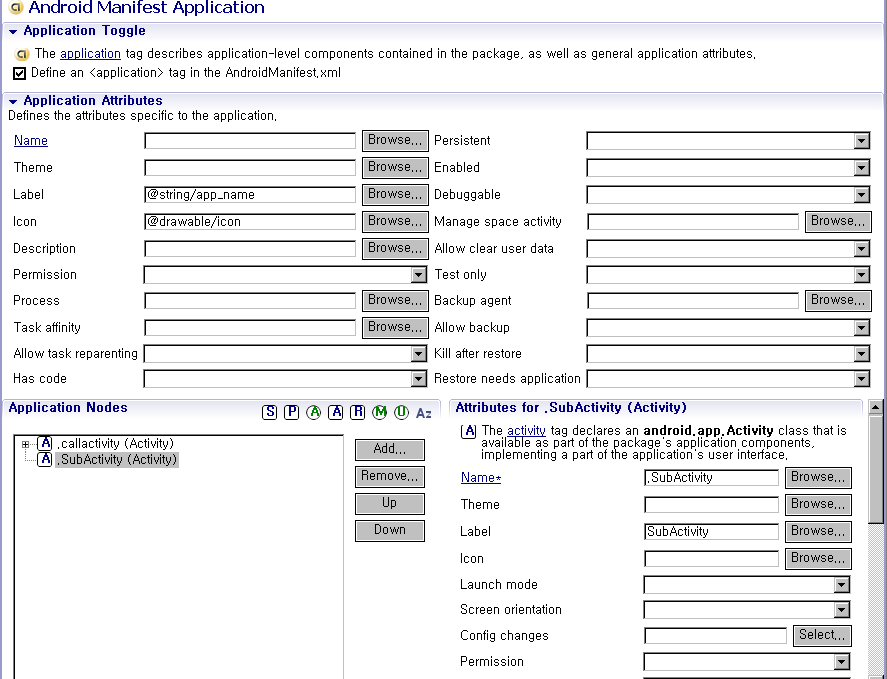 Android Manifest Application
Application Toggle
The application tag describes application-level components contained in the package, as well as general application attributes.
Define an <application> tag in the AndroidManifest.xml
Application Attributes
Defines the attributes specific to the application.
Name Browse... Persistent
Theme Browse... Enabled
Label @string/app_name Browse... Debuggable
Icon @drawable/icon Browse... Manage space activity Browse...
Description Browse... Allow clear user data
Permission Test only
Process Browse... Backup agent Browse...
Task affinity Browse... Allow backup
Allow task reparenting Kill after restore
Has code Restore needs application
Application Nodes S P A A R M U Az
.callactivity (Activity)
.SubActivity (Activity)
Add...
Remove...
Up
Down
Attributes for .SubActivity (Activity)
A The activity tag declares an android.app.Activity class that is
available as part of the package's application components,
implementing a part of the application's user interface.
Name* .SubActivity Browse...
Theme Browse...
Label SubActivity Browse...
Icon Browse...
Launch mode
Screen orientation
Config changes Select...
Permission